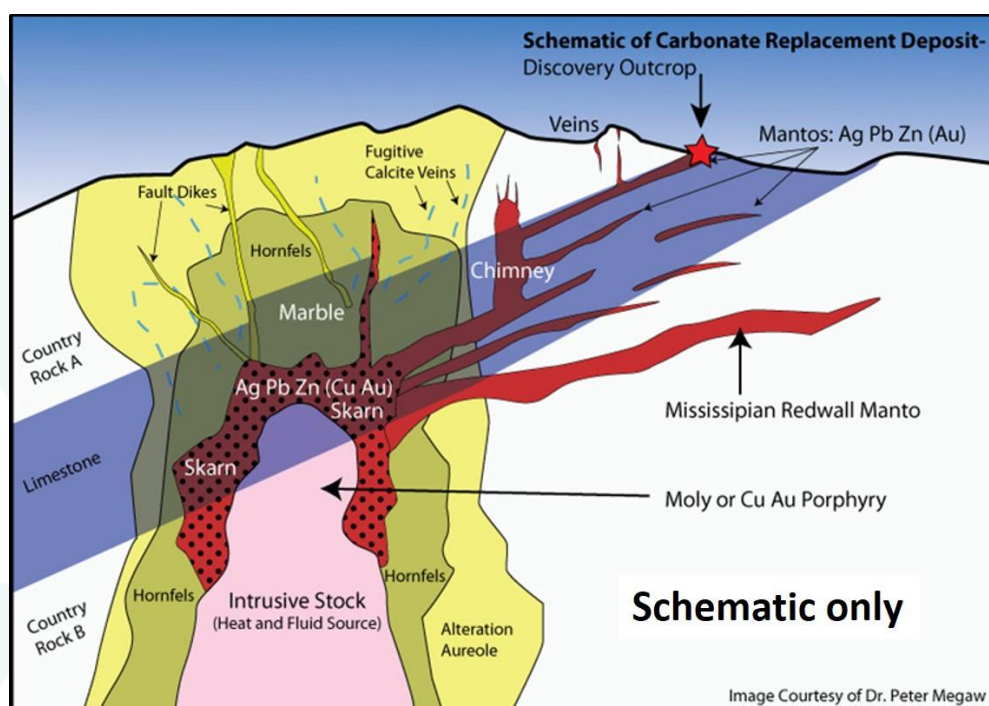 Schematic of Carbonate Replacement Deposit-
Discovery Outcrop
Veins
Mantos: Ag Pb Zn (Au)
Fugitive
Calcite Veins
Fault Dikes
Hornfels
Chimney
Marble
Country
Rock A
Ag Pb Zn (Cu Au)
Skarn
Mississipian Redwall Manto
Skarn
Limestone
Moly or Cu Au Porphyry
Hornfels
Hornfels
Intrusive Stock
(Heat and Fluid Source)
Country
Rock B
Alteration
Aureole
Schematic only
Image Courtesy of Dr. Peter Megaw